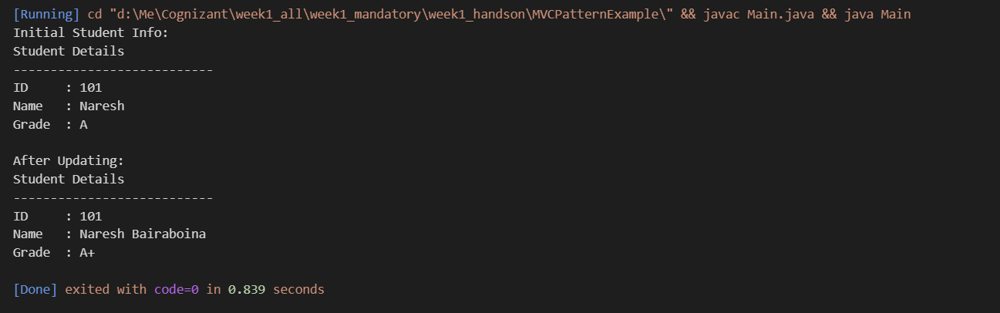 [Running] cd "d:\Me\Cognizant\week1_all\week1_mandatory\week1_handson\MVCPatternExample\" && javac Main.java && java Main
Initial Student Info:
Student Details
---------------------------
ID     : 101
Name   : Naresh
Grade  : A

After Updating:
Student Details
---------------------------
ID     : 101
Name   : Naresh Bairaboina
Grade  : A+

[Done] exited with code=0 in 0.839 seconds